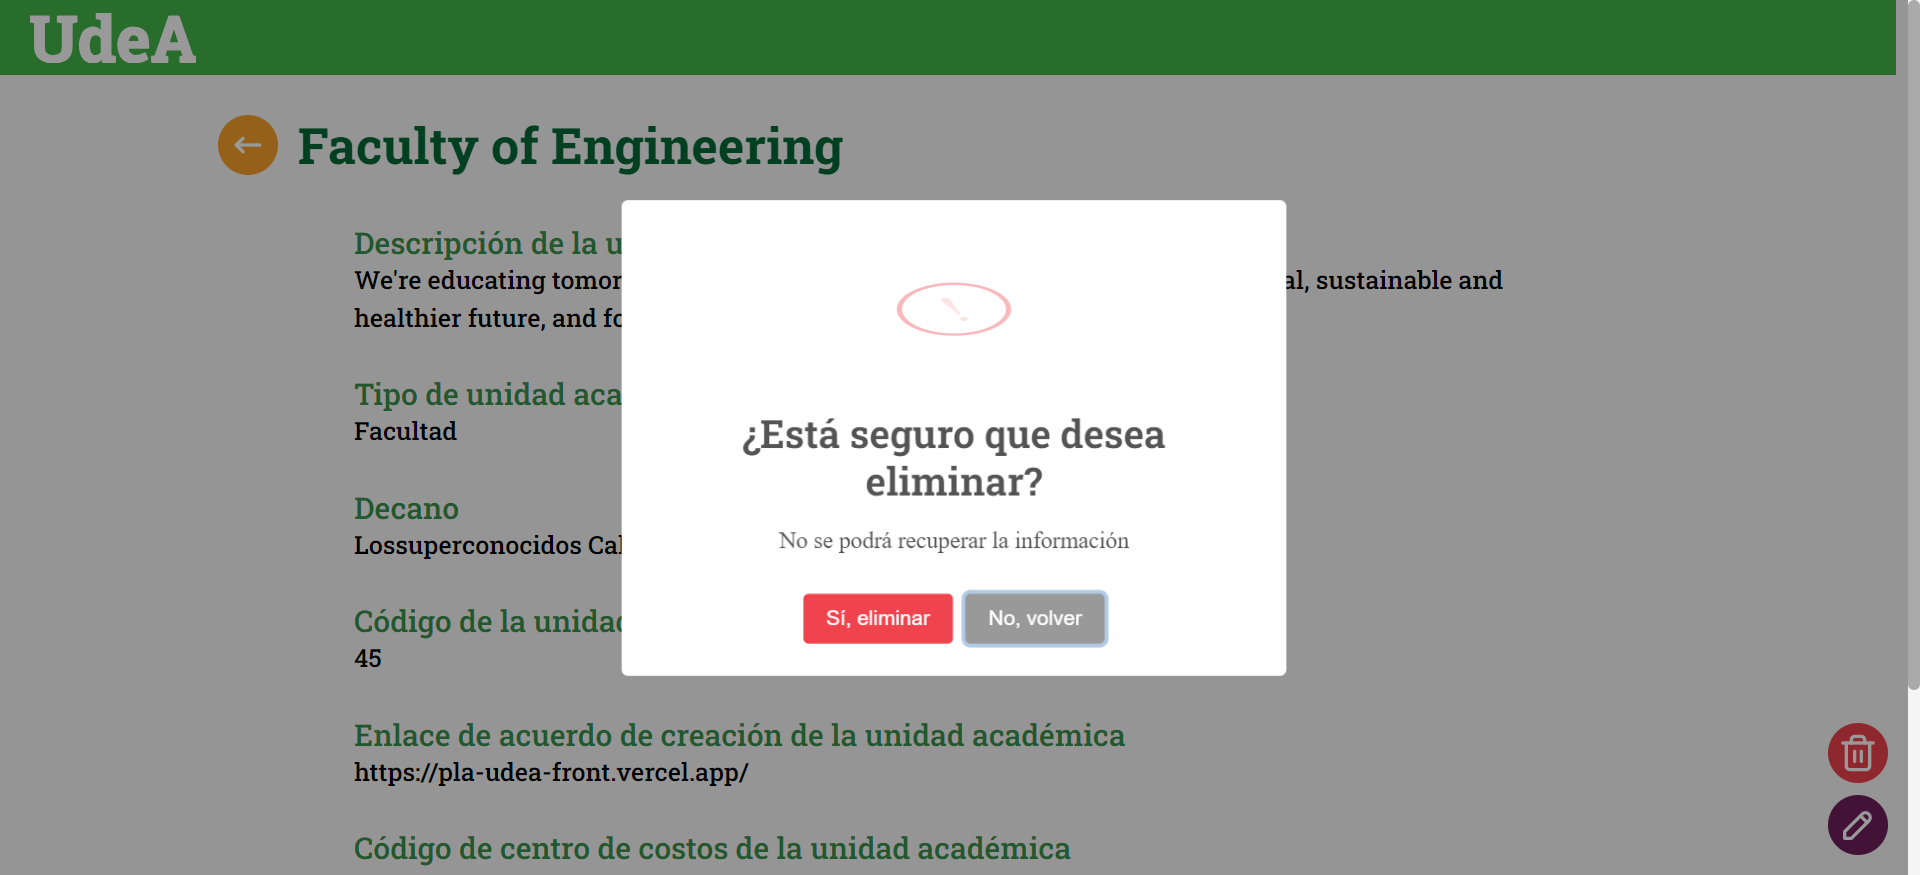 UdeA
Faculty of Engineering
Descripción de la u
We're educating tomor al, sustainable and
healthier future, and fo
Tipo de unidad aca
Facultad
Decano
Lossuperconocidos Cal
Código de la unidad
45
Enlace de acuerdo de creación de la unidad académica
https://pla-udea-front.vercel.app/
Código de centro de costos de la unidad académica
¿Está seguro que desea
eliminar?
No se podrá recuperar la información
Sí, eliminar No, volver